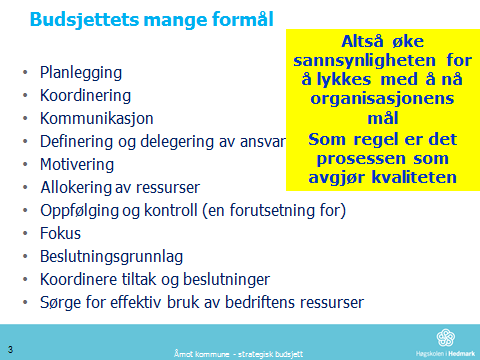 Budsjettets mange formål
Altså øke
sannsynligheten for
å lykkes med å nå
organisasjonens
mål
Som regel er det
prosessen som
avgjør kvaliteten
• Planlegging
• Koordinering
• Kommunikasjon
• Definering og delegering av ansvar
• Motivering
• Allokering av ressurser
• Oppfølging og kontroll (en forutsetning for)
• Fokus
• Beslutningsgrunnlag
• Koordinere tiltak og beslutninger
• Sørge for effektiv bruk av bedriftens ressurser
3
Åmot kommune - strategisk budsjett
Høgskolen i Hedmark